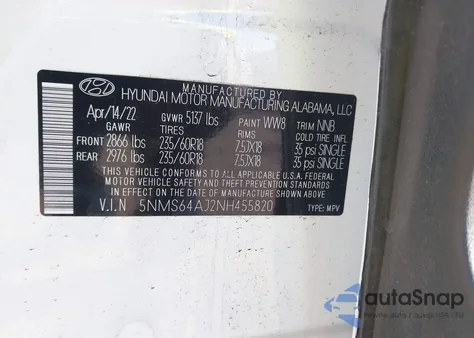 MANUFACTURED BY
HYUNDAI MOTOR MANUFACTURING ALABAMA, LLC
Apr/14/22 GVWR 5137 lbs PAINT WW8 TRIM NNB
GAWR TIRES RIMS COLD TIRE INFL.
FRONT 2866 lbs 235/60R18 7.5JX18 35 psi SINGLE
REAR 2976 lbs 235/60R18 7.5JX18 35 psi SINGLE
THIS VEHICLE CONFORMS TO ALL APPLICABLE U.S.A. FEDERAL
MOTOR VEHICLE SAFETY AND THEFT PREVENTION STANDARDS
IN EFFECT ON THE DATE OF MANUFACTURE SHOWN ABOVE.
V.I.N 5NMS64AJ2NH455820 TYPE: MPV
autoSnap